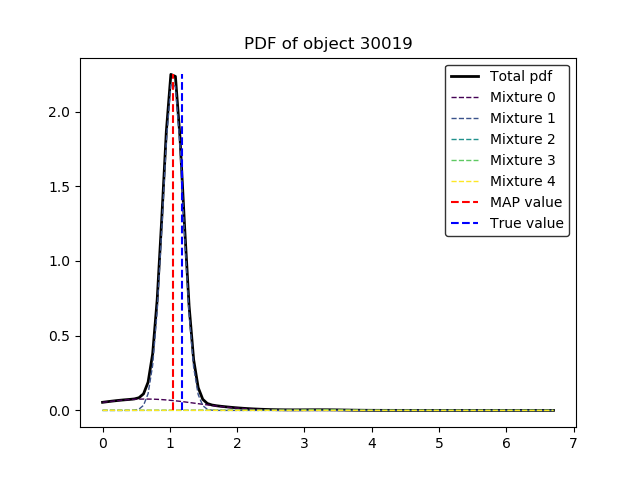 PDF of object 30019
Total pdf
Mixture 0
Mixture 1
Mixture 2
Mixture 3
Mixture 4
MAP value
True value
2.0
1.5
1.0
0.5
0.0
0 1 2 3 4 5 6 7